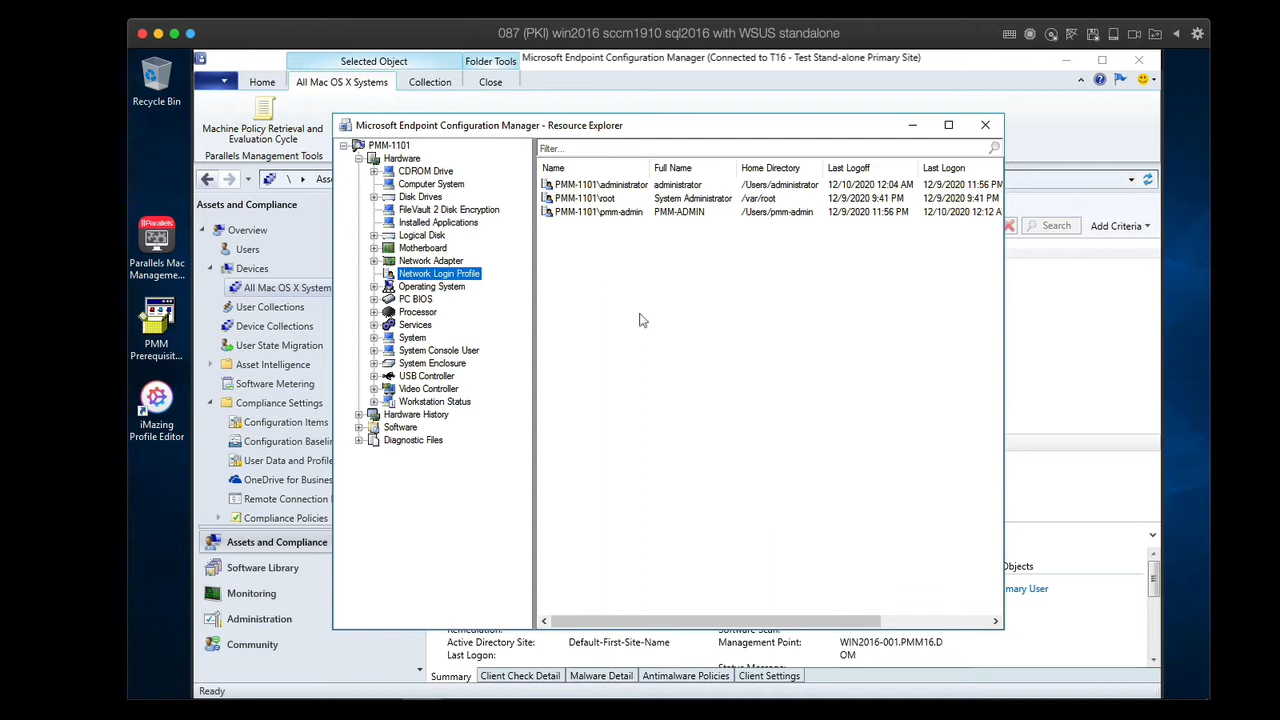 087 (PKI) win2016 sccm1910 sql2016 with WSUS standalone
Recycle Bin
Parallels Mac
Manageme...
PMM
Prerequisit...
iMazing
Profile Editor
Selected Object
Folder Tools
Microsoft Endpoint Configuration Manager (Connected to T16 - Test Stand-alone Primary Site)
Home
All Mac OS X Systems
Collection
Close
Machine Policy Retrieval and
Evaluation Cycle
Parallels Management Tools
\ Ass
Search
Add Criteria
Assets and Compliance
Overview
Users
Devices
All Mac OS X System
User Collections
Device Collections
User State Migration
Asset Intelligence
Software Metering
Compliance Settings
Configuration Items
Configuration Baselin
User Data and Profile
OneDrive for Busines
Remote Connection
Compliance Policies
Assets and Compliance
Software Library
Monitoring
Administration
Community
Ready
Microsoft Endpoint Configuration Manager - Resource Explorer
PMM-1101
Hardware
CDROM Drive
Computer System
Disk Drives
FileVault 2 Disk Encryption
Installed Applications
Logical Disk
Motherboard
Network Adapter
Network Login Profile
Operating System
PC BIOS
Processor
Services
System
System Console User
System Enclosure
USB Controller
Video Controller
Workstation Status
Hardware History
Software
Diagnostic Files
Filter...
Name Full Name Home Directory Last Logoff Last Logon
PMM-1101\administrator administrator /Users/administrator 12/10/2020 12:04 AM 12/9/2020 11:56 PM
PMM-1101\root System Administrator /var/root 12/9/2020 9:41 PM 12/9/2020 9:41 PM
PMM-1101\pmm-admin PMM-ADMIN /Users/pmm-admin 12/9/2020 11:56 PM 12/10/2020 12:12 A
Objects
mary User
Active Directory Site: Default-First-Site-Name
Last Logon:
Management Point: WIN2016-001.PMM16.D
OM
Summary
Client Check Detail
Malware Detail
Antimalware Policies
Client Settings